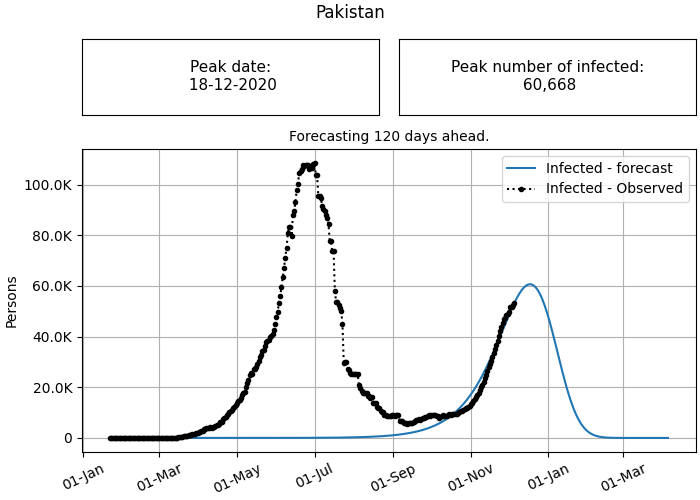 Pakistan
Peak date:
18-12-2020
Peak number of infected:
60,668
Forecasting 120 days ahead.
Infected - forecast
Infected - Observed
100.0K
80.0K
60.0K
40.0K
20.0K
0
Persons
01-Jan
01-Mar
01-May
01-Jul
01-Sep
01-Nov
01-Jan
01-Mar